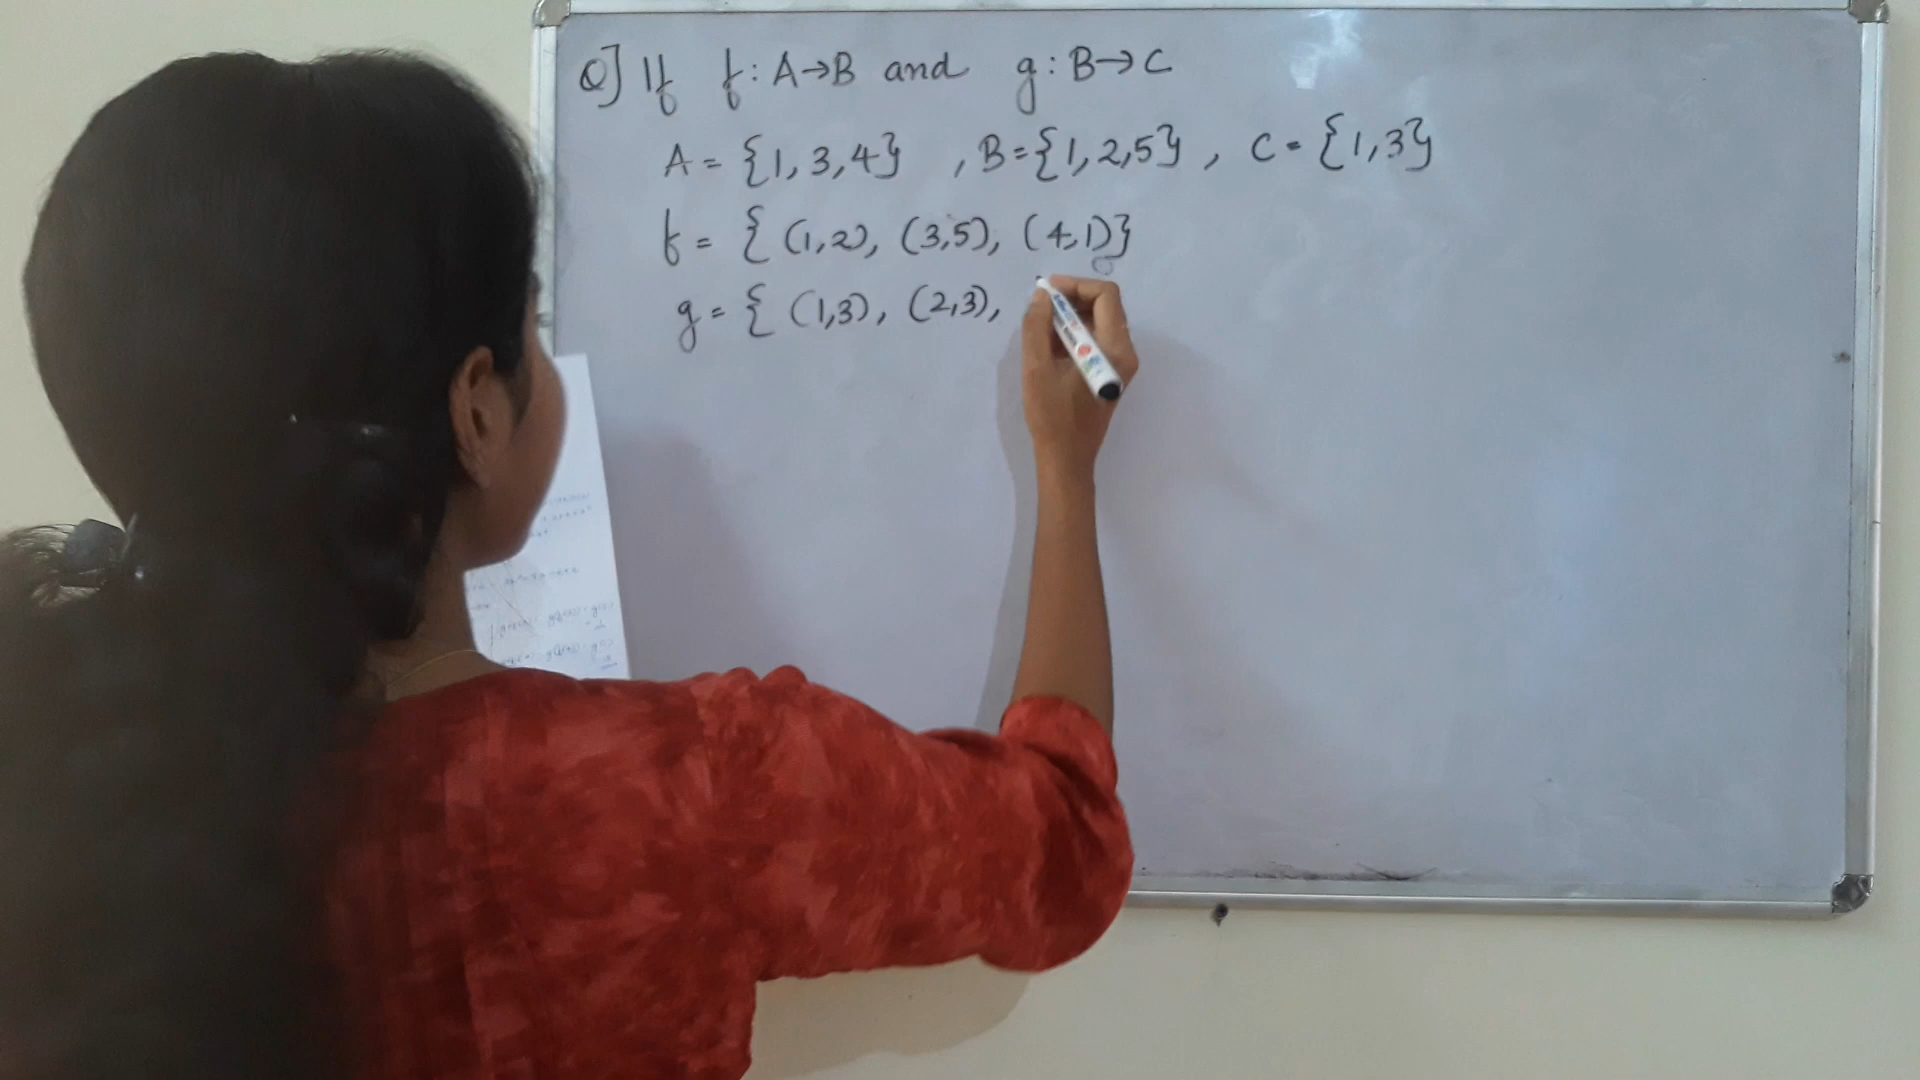 Q] If f: A→B and g: B→C
A = {1, 3, 4} , B = {1, 2, 5} , C = {1, 3}
f = { (1,2), (3,5), (4,1)}
g = { (1,3), (2,3),